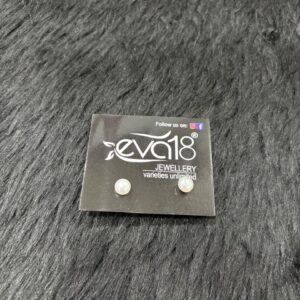 Follow us on:
eva18®
JEWELLERY
varieties unlimited